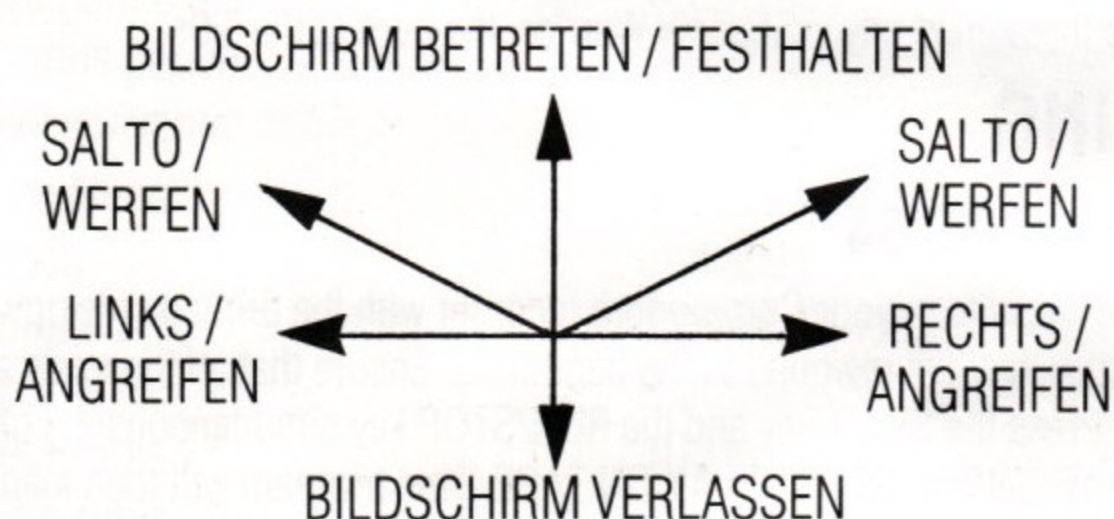 BILDSCHIRM BETRETEN / FESTHALTEN
SALTO /
WERFEN
SALTO /
WERFEN
LINKS /
ANGREIFEN
RECHTS /
ANGREIFEN
BILDSCHIRM VERLASSEN